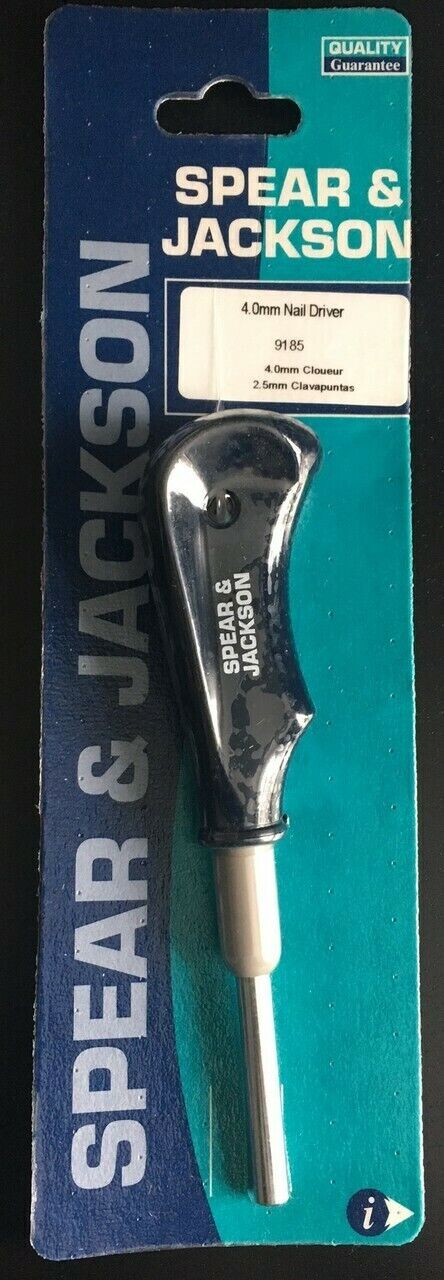 QUALITY
Guarantee
SPEAR &
JACKSON
4.0mm Nail Driver
9185
4.0mm Cloueur
2.5mm Clavapuntas
SPEAR & JACKSON
SPEAR &
JACKSON
i